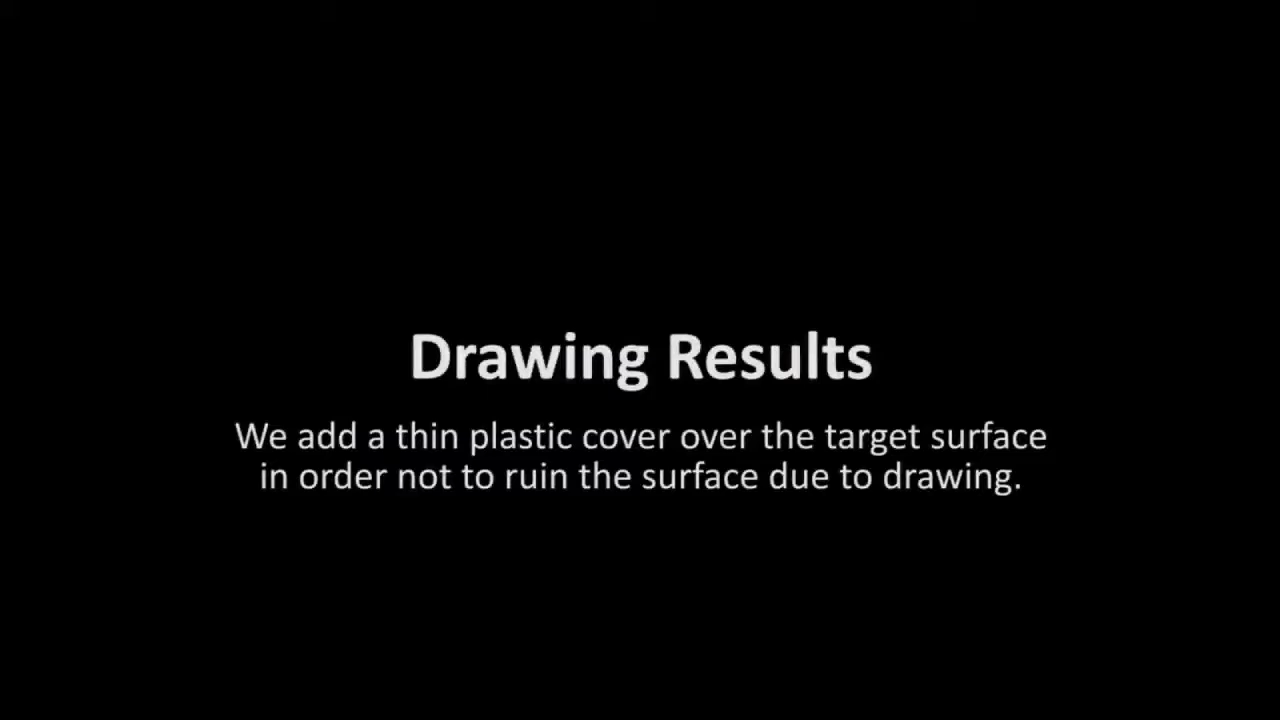 Drawing Results
We add a thin plastic cover over the target surface
in order not to ruin the surface due to drawing.